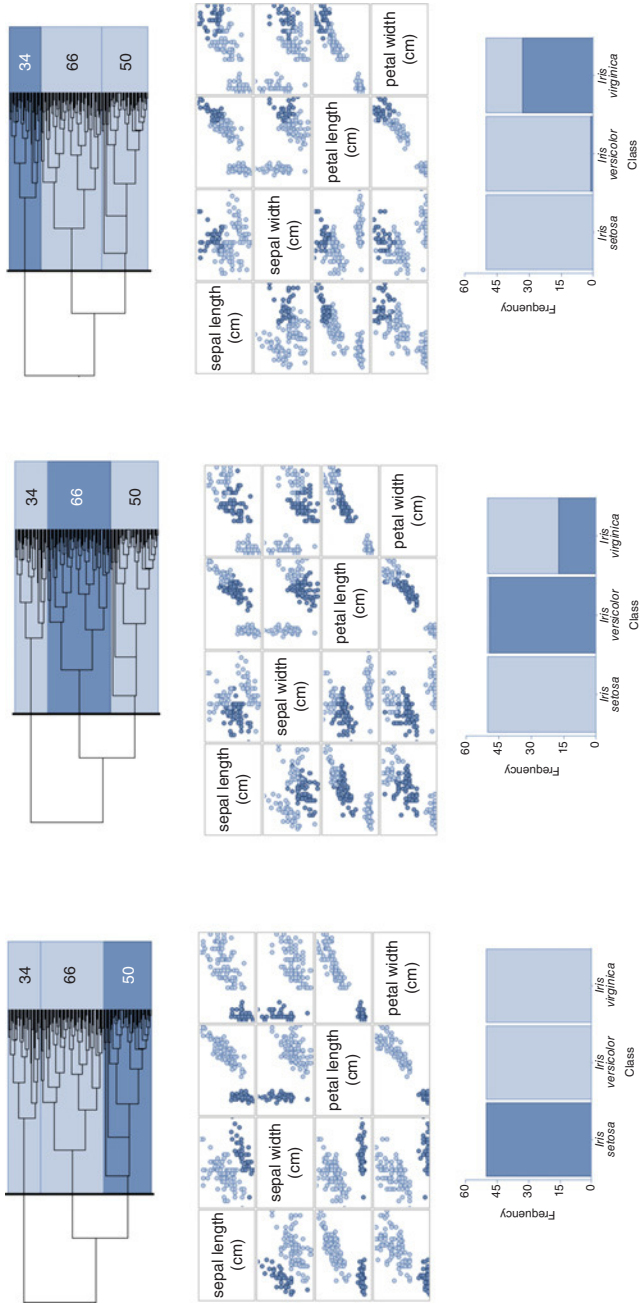 34
66
50
sepal length
(cm)
sepal width
(cm)
petal length
(cm)
petal width
(cm)
60
45
30
15
0
Frequency
Iris
setosa
Iris
versicolor
Iris
virginica
Class
34
66
50
sepal length
(cm)
sepal width
(cm)
petal length
(cm)
petal width
(cm)
60
45
30
15
0
Frequency
Iris
setosa
Iris
versicolor
Iris
virginica
Class
34
66
50
sepal length
(cm)
sepal width
(cm)
petal length
(cm)
petal width
(cm)
60
45
30
15
0
Frequency
Iris
setosa
Iris
versicolor
Iris
virginica
Class